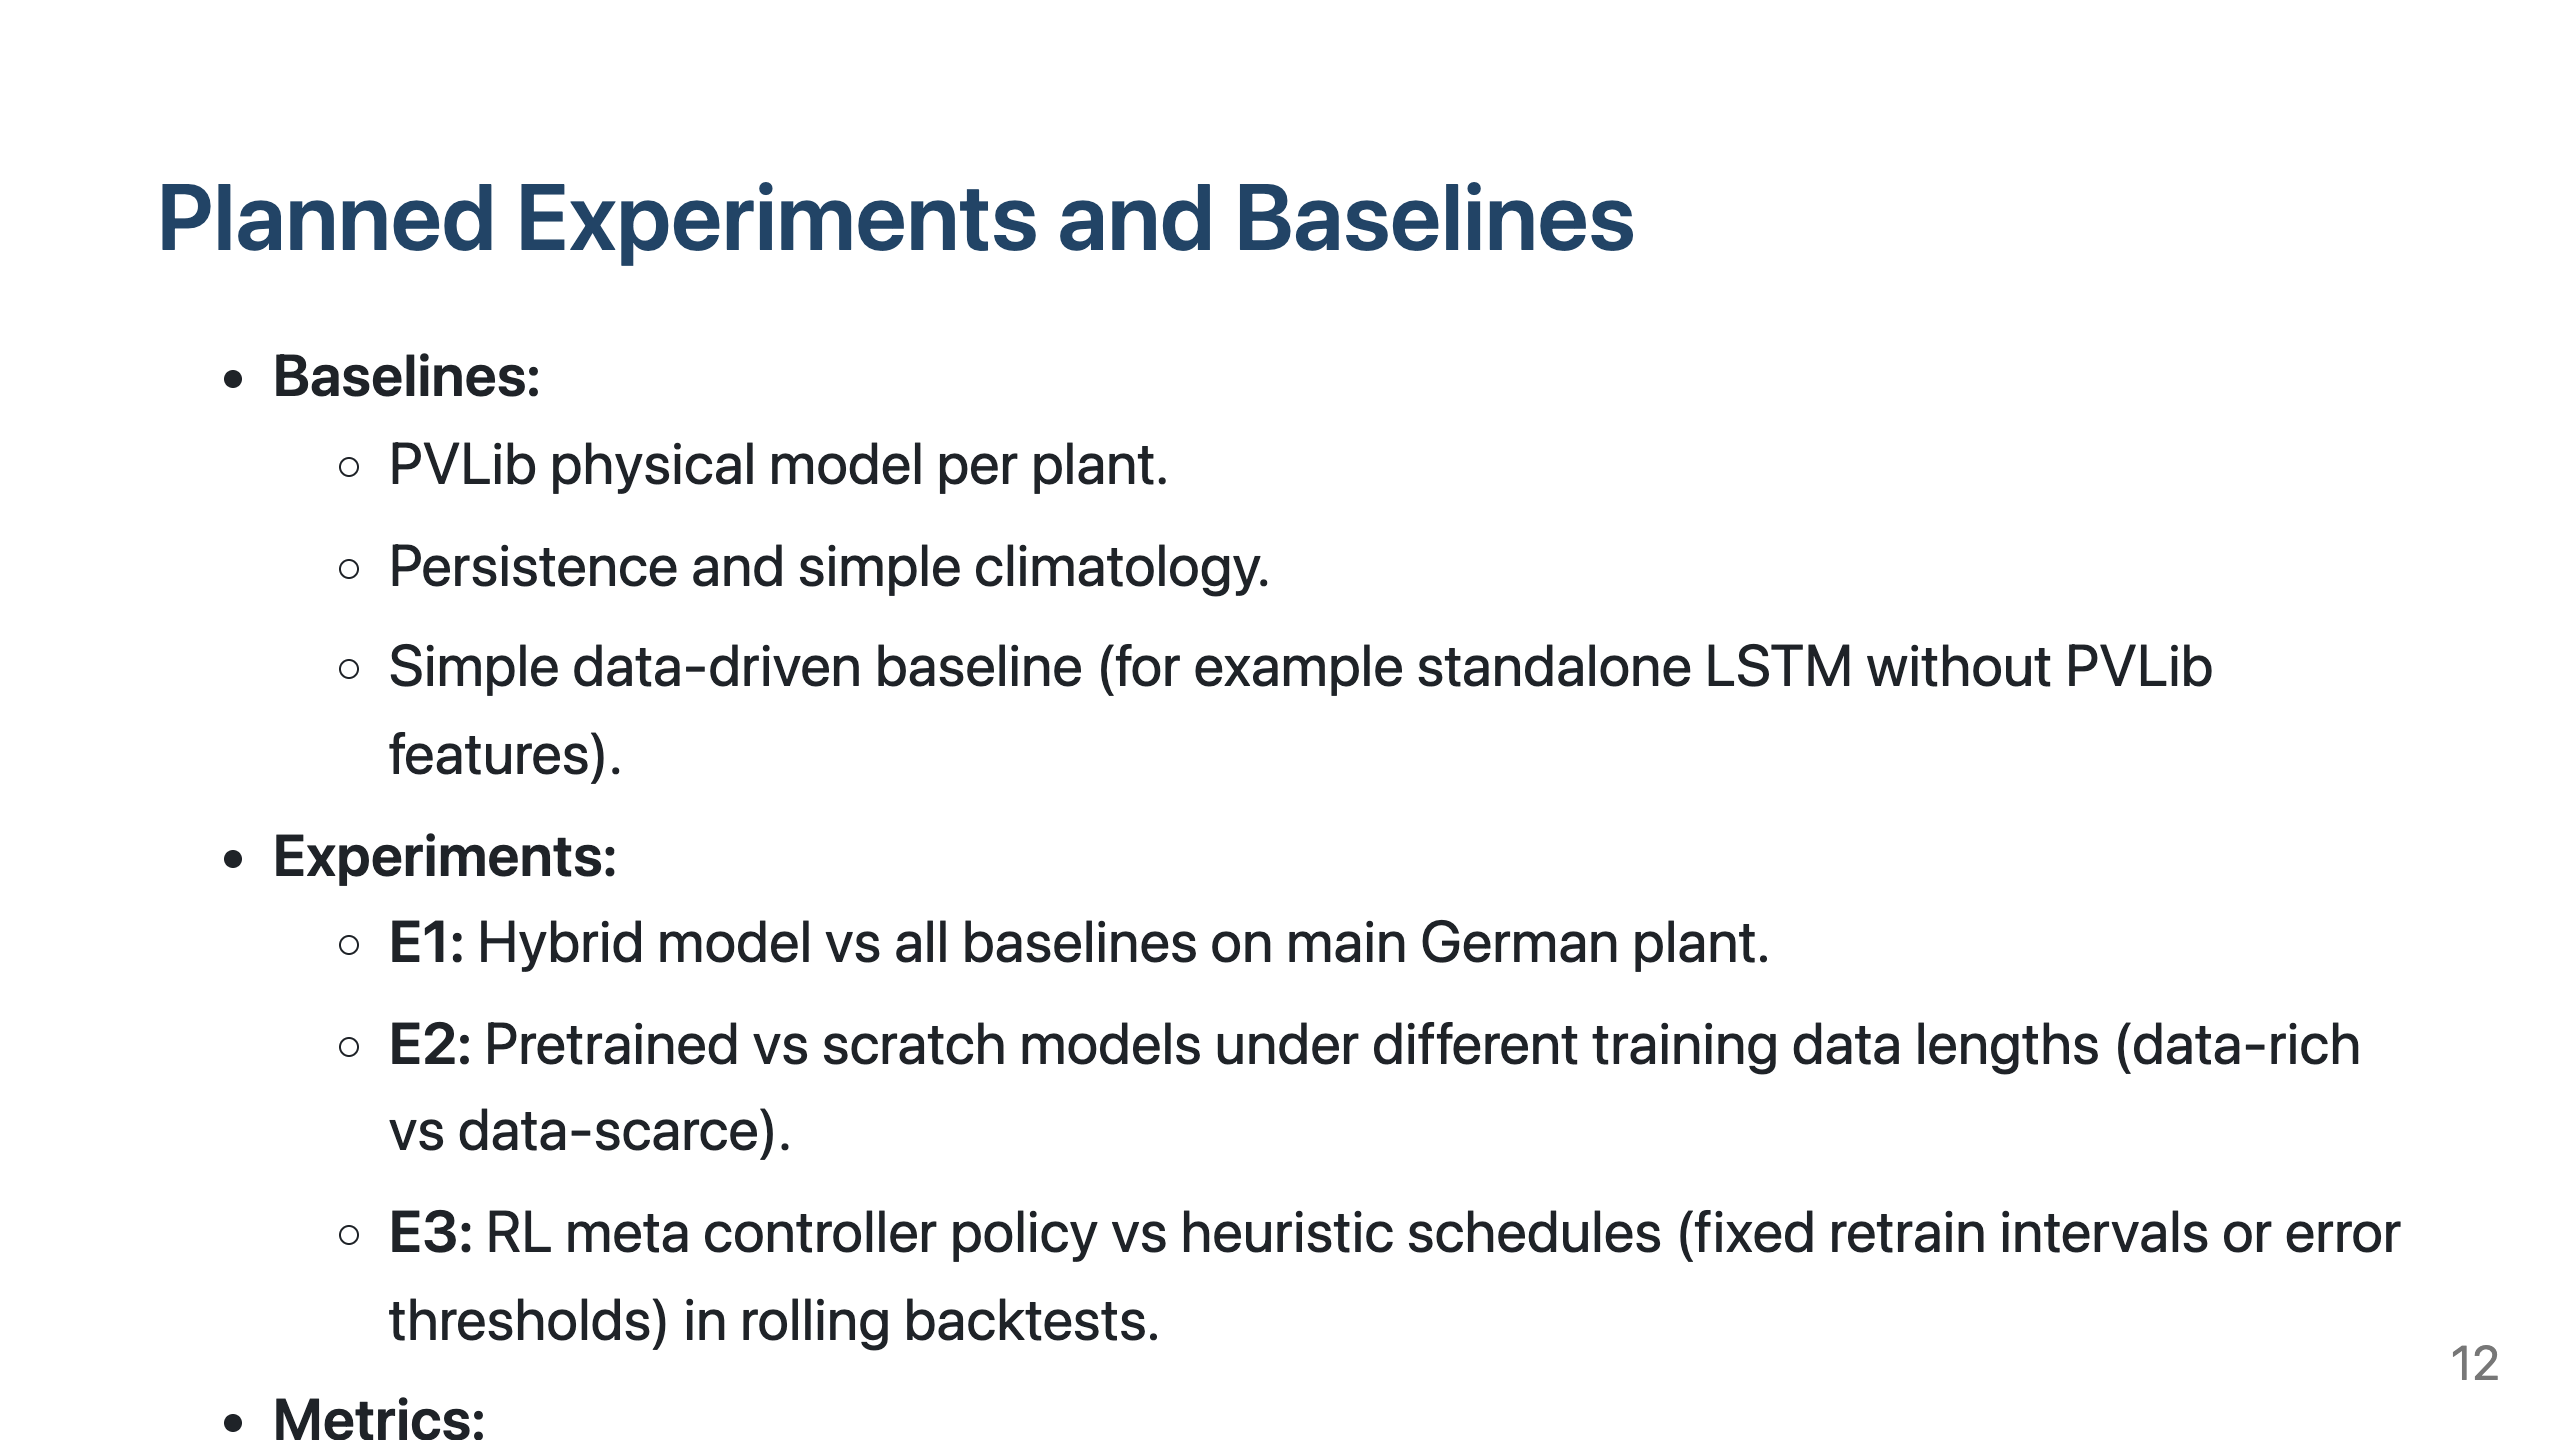 Planned Experiments and Baselines
• Baselines:
○ PVLib physical model per plant.
○ Persistence and simple climatology.
○ Simple data-driven baseline (for example standalone LSTM without PVLib
features).
• Experiments:
○ E1: Hybrid model vs all baselines on main German plant.
○ E2: Pretrained vs scratch models under different training data lengths (data-rich
vs data-scarce).
○ E3: RL meta controller policy vs heuristic schedules (fixed retrain intervals or error
thresholds) in rolling backtests.
12
• Metrics: